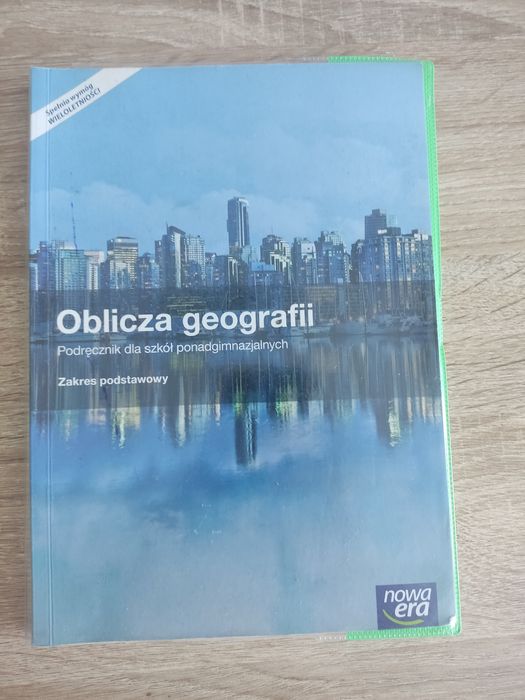 Spełnia wymóg
WIELOLETNIOŚCI
Oblicza geografii
Podręcznik dla szkół ponadgimnazjalnych
Zakres podstawowy
nowa
era